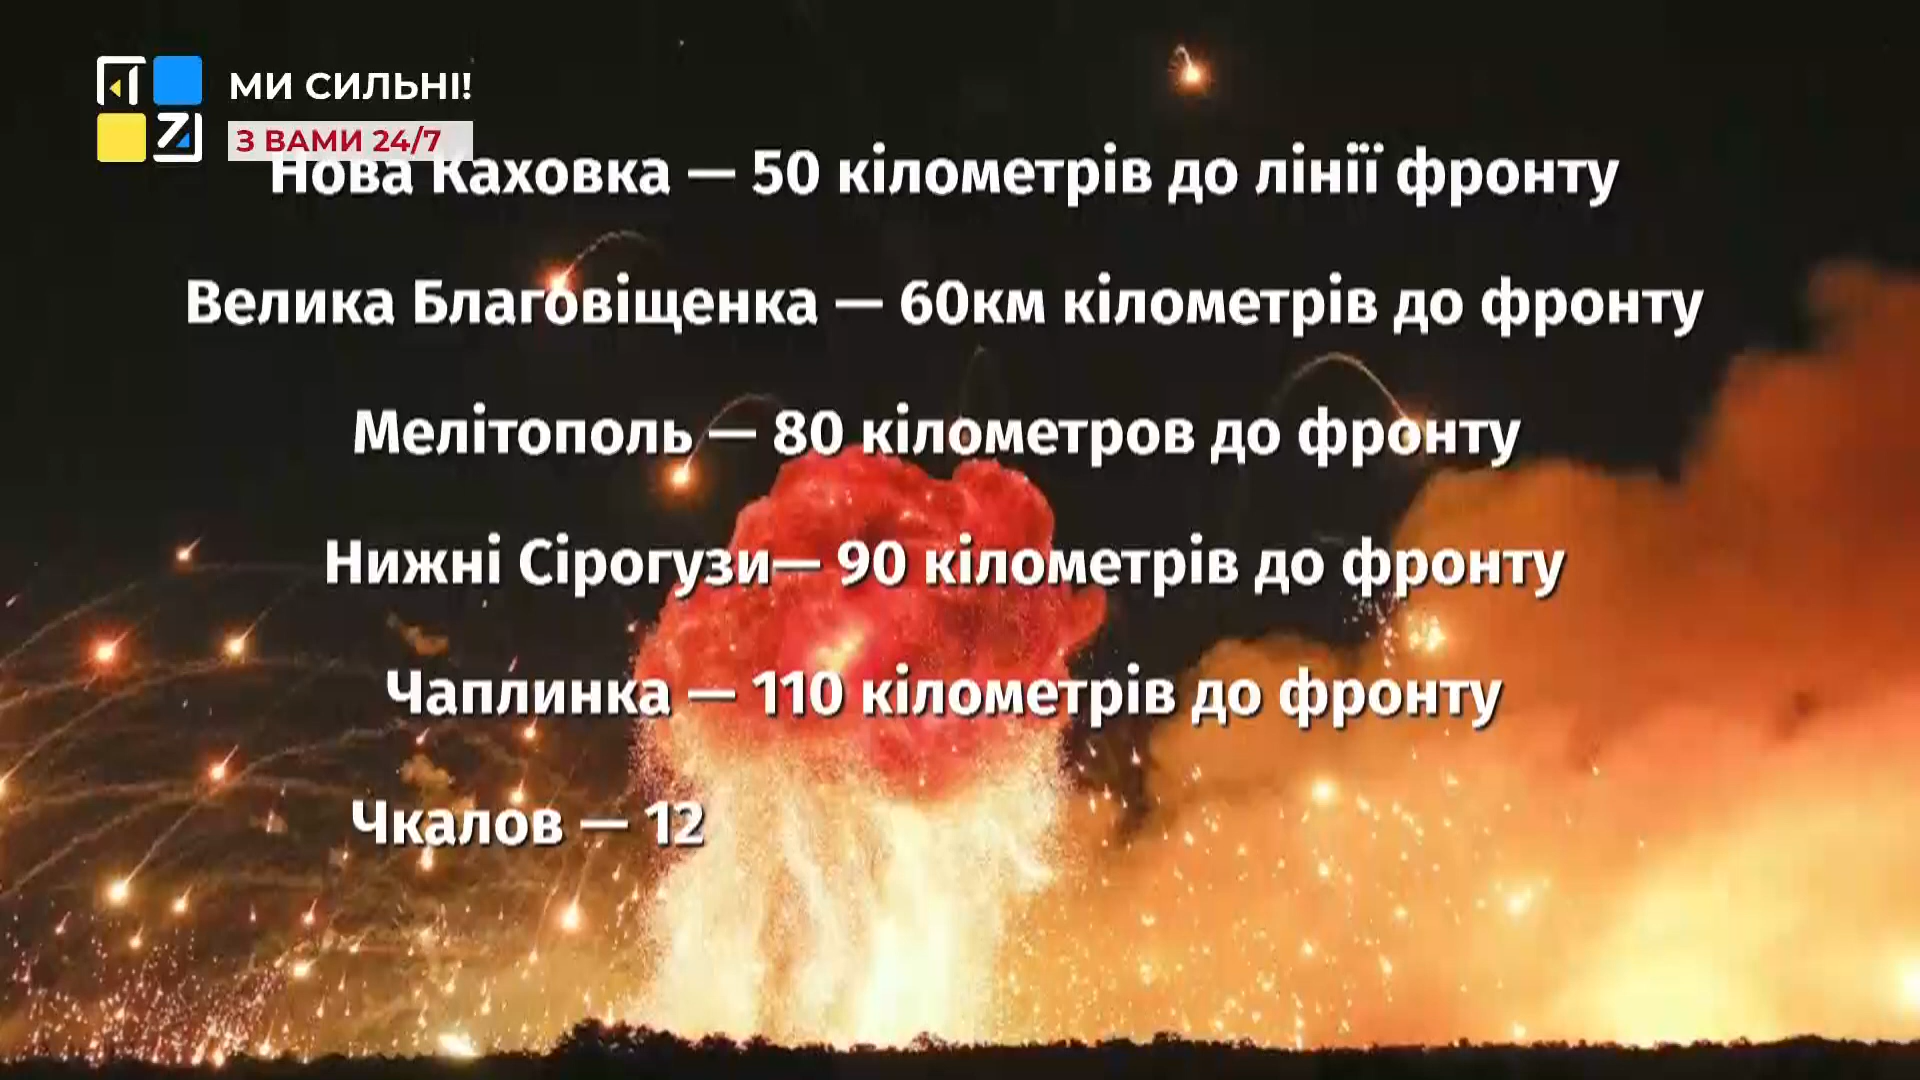 МИ СИЛЬНІ!
З ВАМИ 24/7
Нова Каховка — 50 кілометрів до лінії фронту
Велика Благовіщенка — 60км кілометрів до фронту
Мелітополь — 80 кілометров до фронту
Нижні Сірогузи— 90 кілометрів до фронту
Чаплинка — 110 кілометрів до фронту
Чкалов — 12